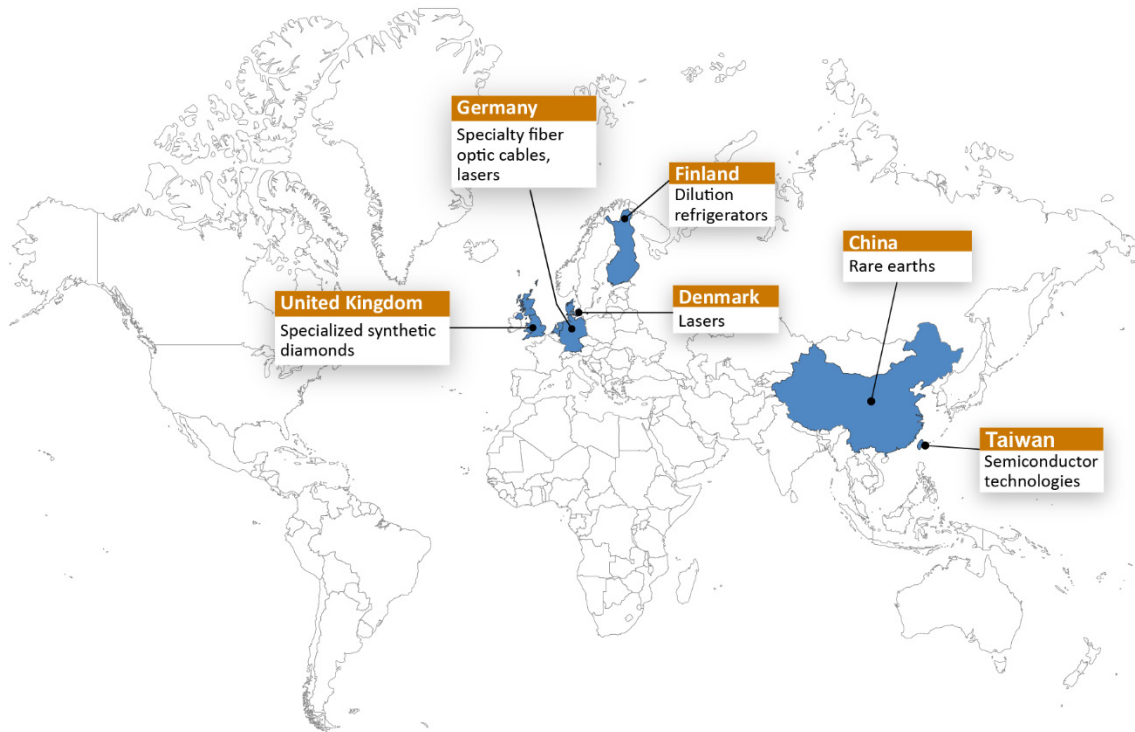 Germany
Specialty fiber
optic cables,
lasers
Finland
Dilution
refrigerators
China
Rare earths
United Kingdom
Specialized synthetic
diamonds
Denmark
Lasers
Taiwan
Semiconductor
technologies